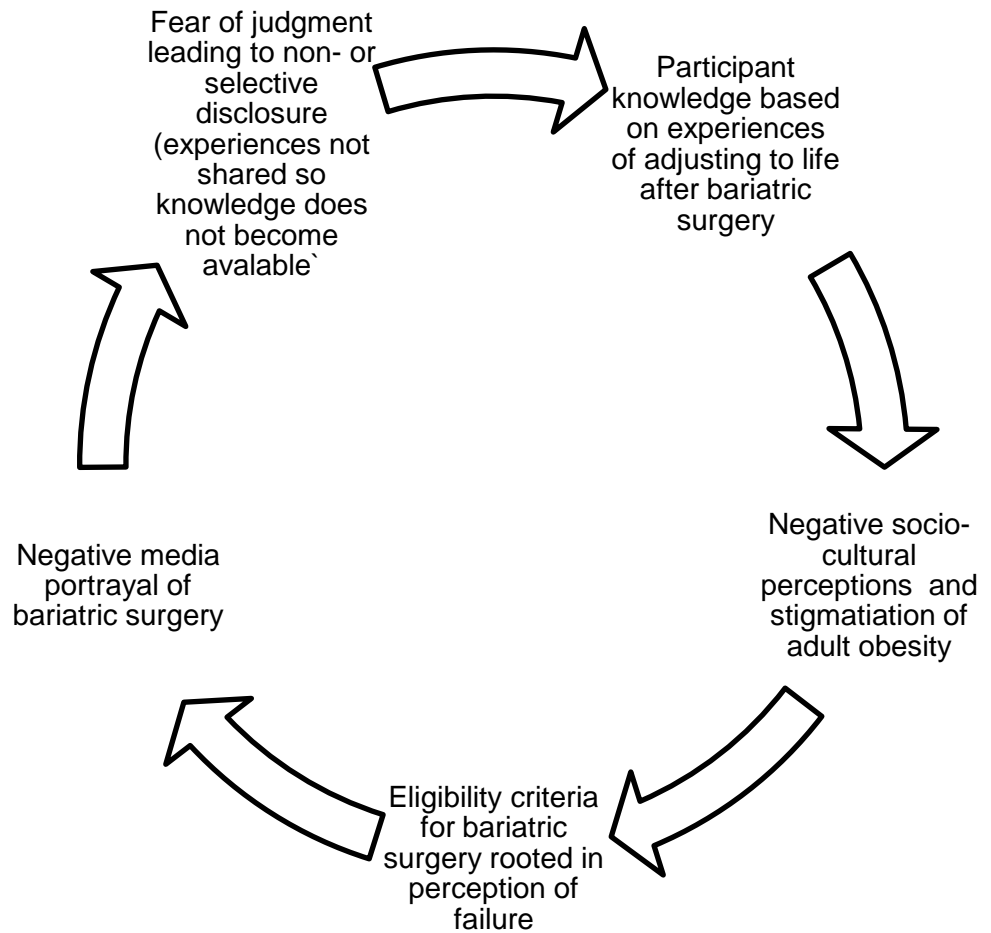 Fear of judgment
leading to non- or
selective
disclosure
(experiences not
shared so
knowledge does
not become
avalable`
Participant
knowledge based
on experiences
of adjusting to life
after bariatric
surgery
Negative socio-
cultural
perceptions  and
stigmatiation of
adult obesity
Eligibility criteria
for bariatric
surgery rooted in
perception of
failure
Negative media
portrayal of
bariatric surgery